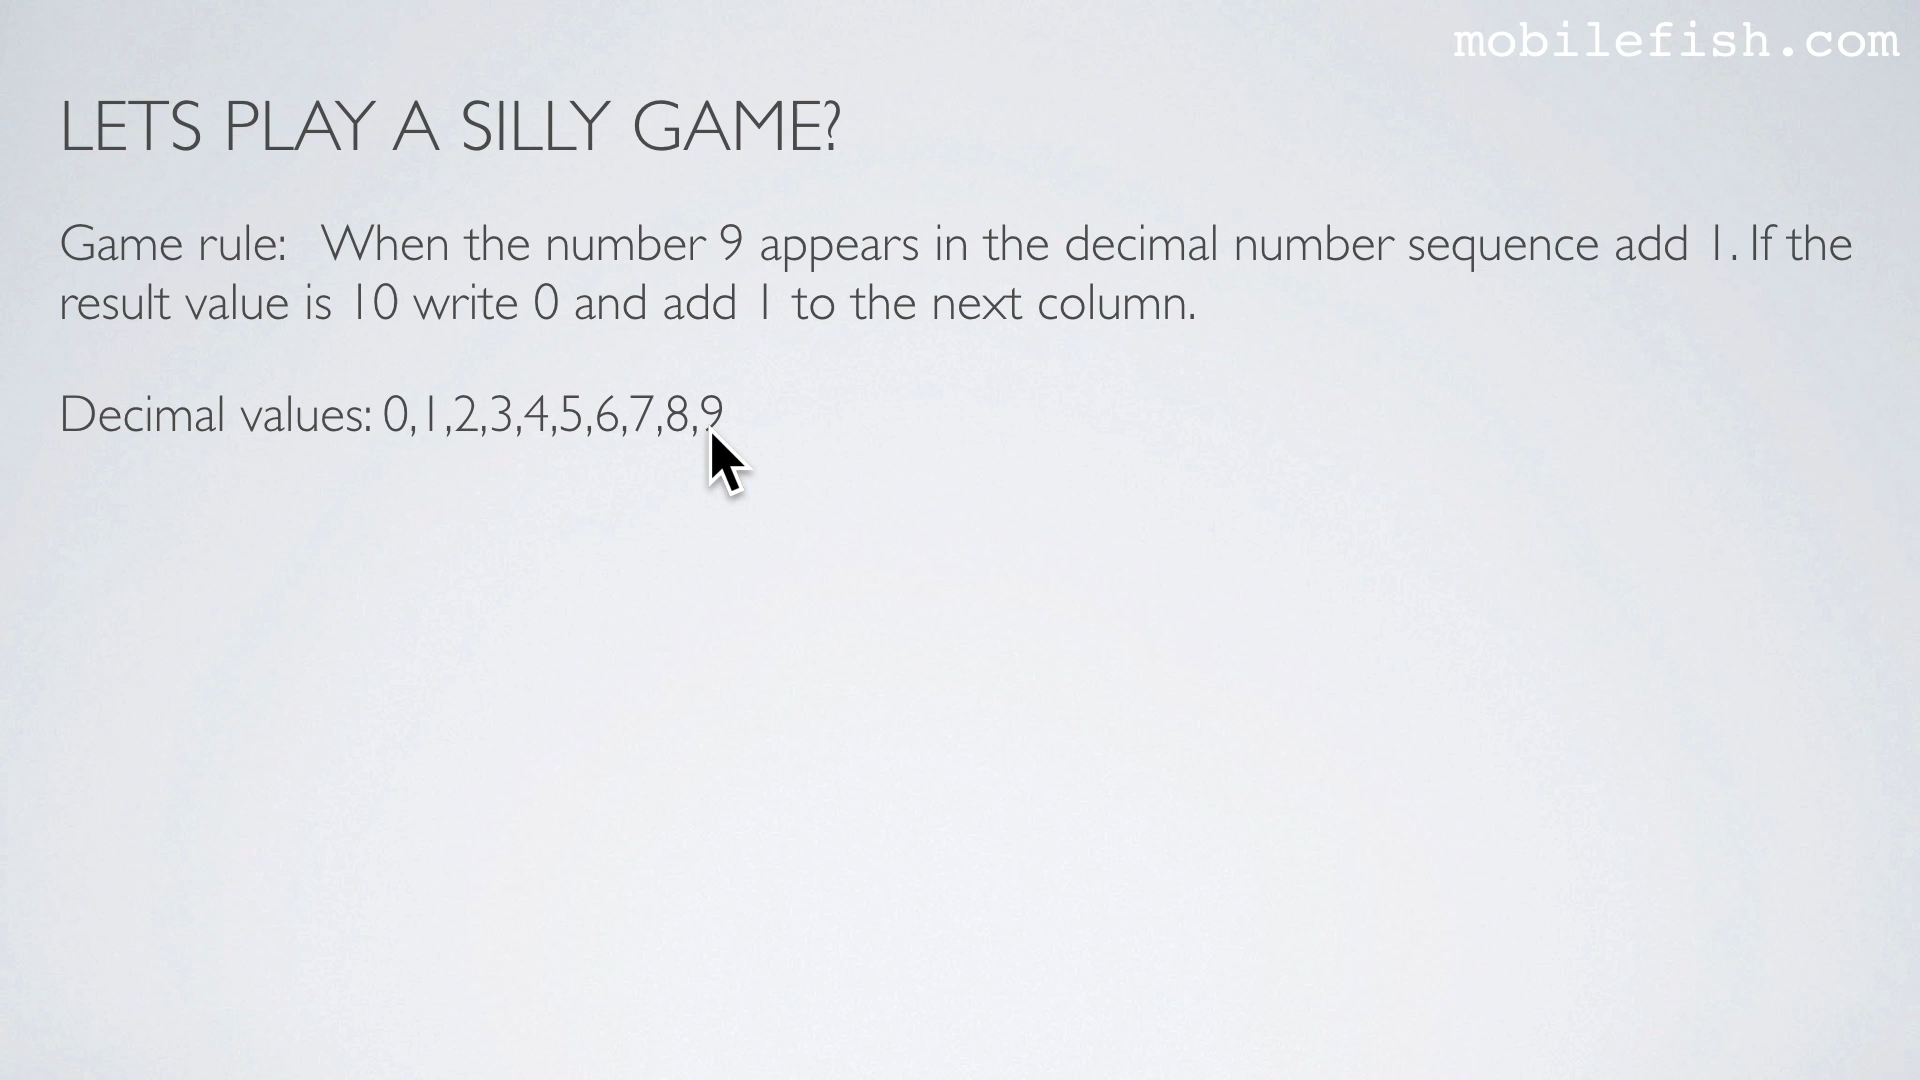 mobilefish.com
LETS PLAY A SILLY GAME?
Game rule: When the number 9 appears in the decimal number sequence add 1. If the
result value is 10 write 0 and add 1 to the next column.
Decimal values: 0,1,2,3,4,5,6,7,8,9